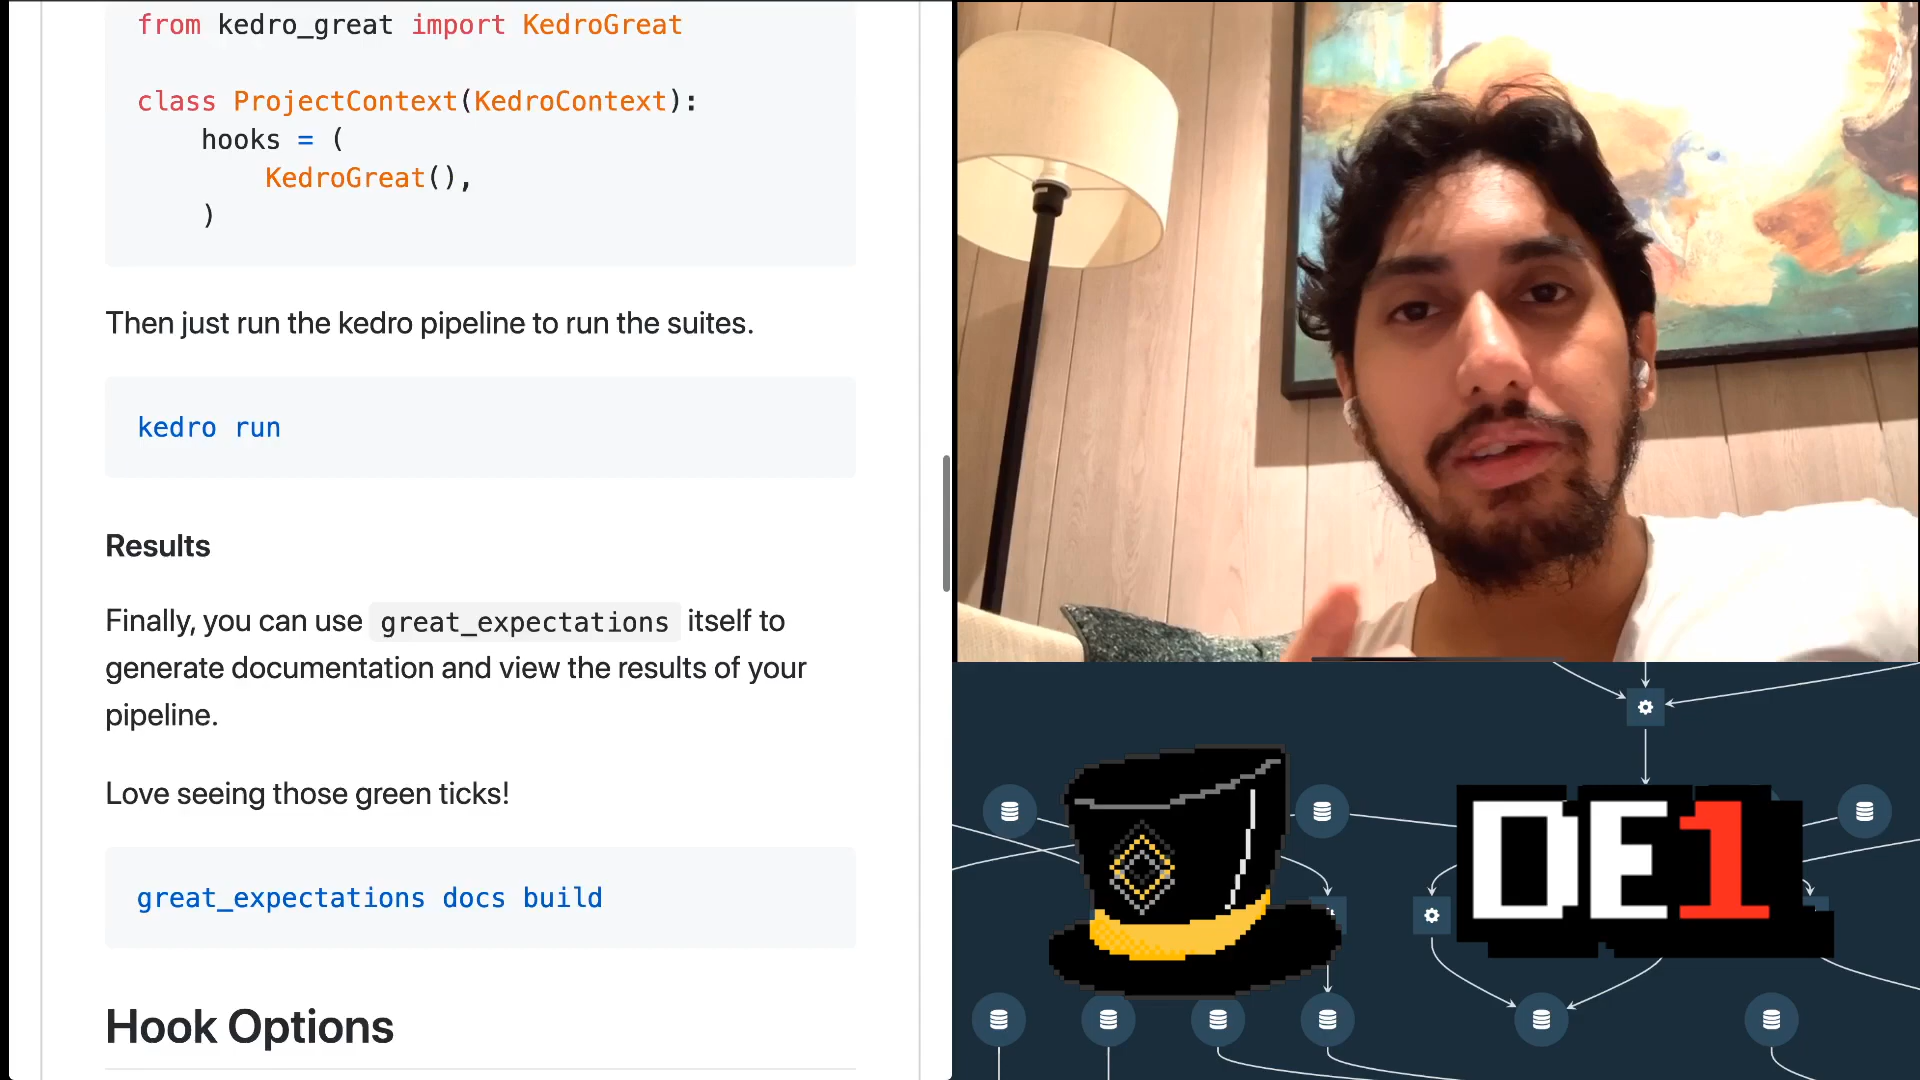 from kedro_great import KedroGreat
class ProjectContext(KedroContext):
hooks = (
KedroGreat(),
)
Then just run the kedro pipeline to run the suites.
kedro run
Results
Finally, you can use great_expectations itself to
generate documentation and view the results of your
pipeline.
Love seeing those green ticks!
great_expectations docs build
Hook Options
DE1